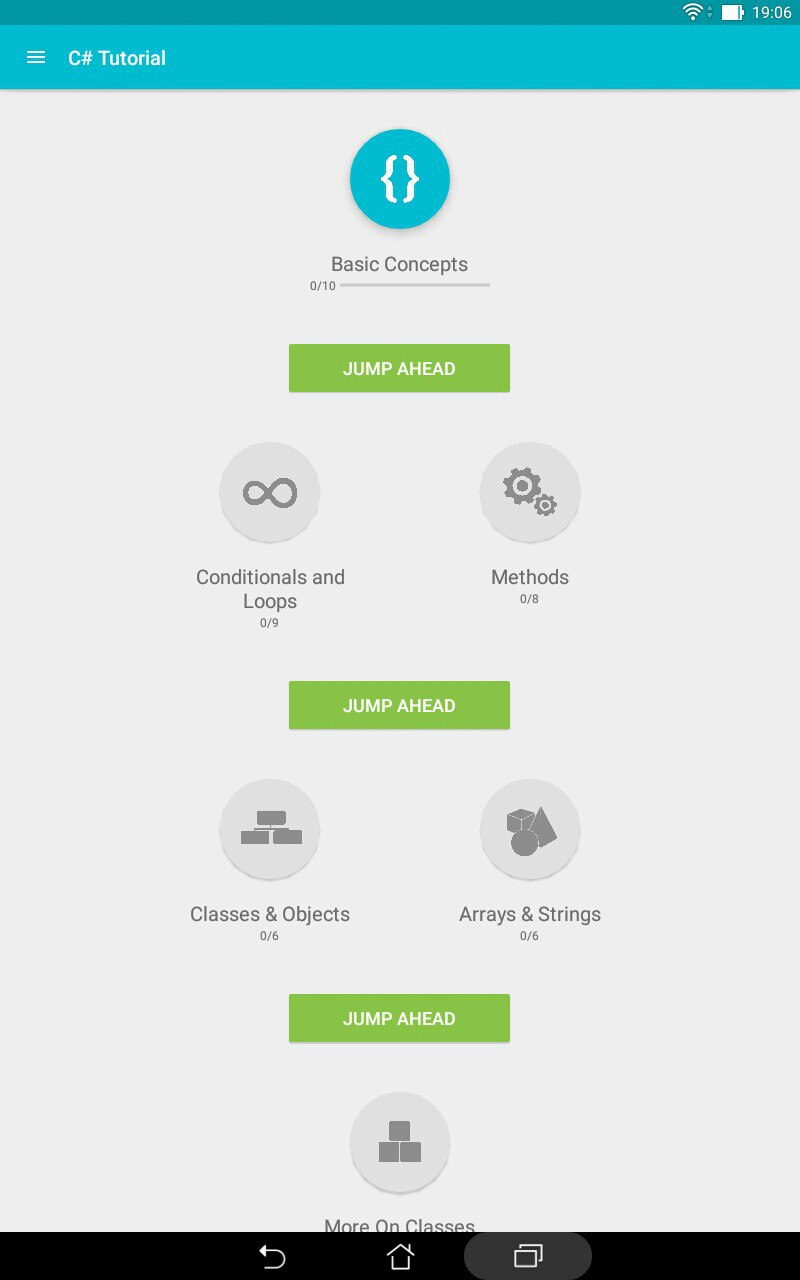 19:06
C# Tutorial
{}
Basic Concepts
0/10
JUMP AHEAD
Conditionals and
Loops
0/9
Methods
0/8
JUMP AHEAD
Classes & Objects
0/6
Arrays & Strings
0/6
JUMP AHEAD
More On Classes